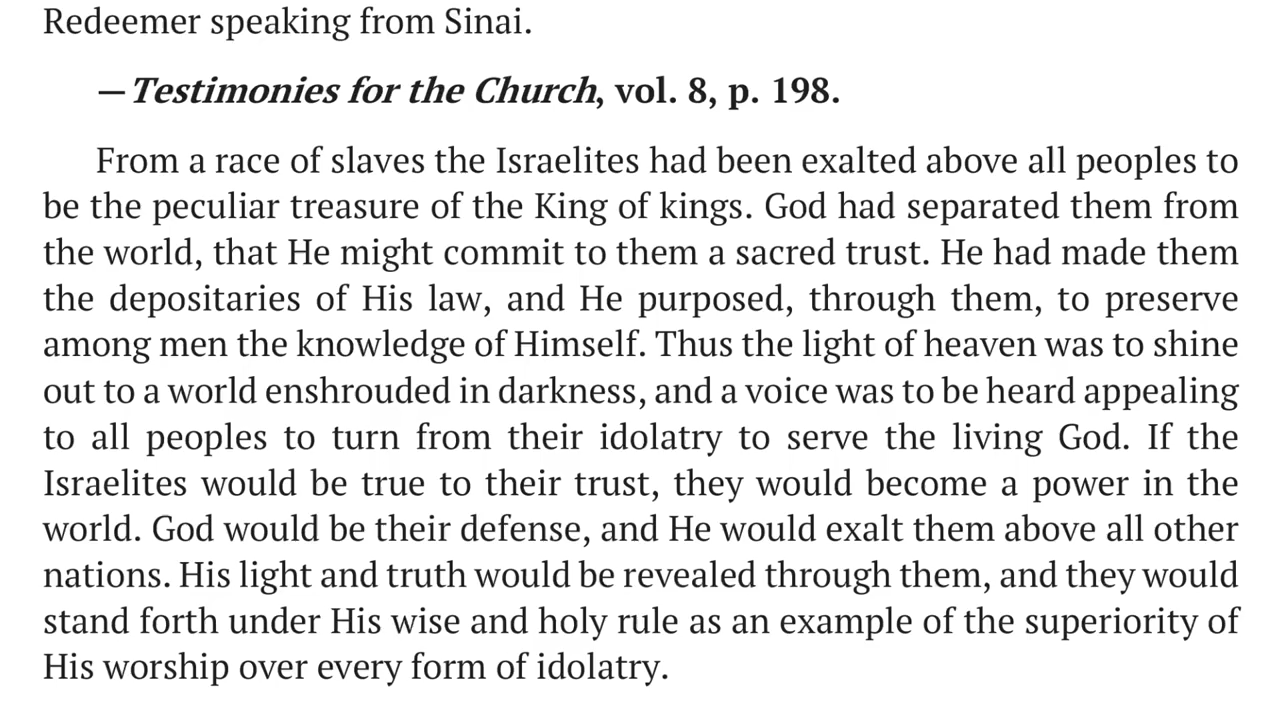 Redeemer speaking from Sinai.
—Testimonies for the Church, vol. 8, p. 198.
From a race of slaves the Israelites had been exalted above all peoples to
be the peculiar treasure of the King of kings. God had separated them from
the world, that He might commit to them a sacred trust. He had made them
the depositaries of His law, and He purposed, through them, to preserve
among men the knowledge of Himself. Thus the light of heaven was to shine
out to a world enshrouded in darkness, and a voice was to be heard appealing
to all peoples to turn from their idolatry to serve the living God. If the
Israelites would be true to their trust, they would become a power in the
world. God would be their defense, and He would exalt them above all other
nations. His light and truth would be revealed through them, and they would
stand forth under His wise and holy rule as an example of the superiority of
His worship over every form of idolatry.